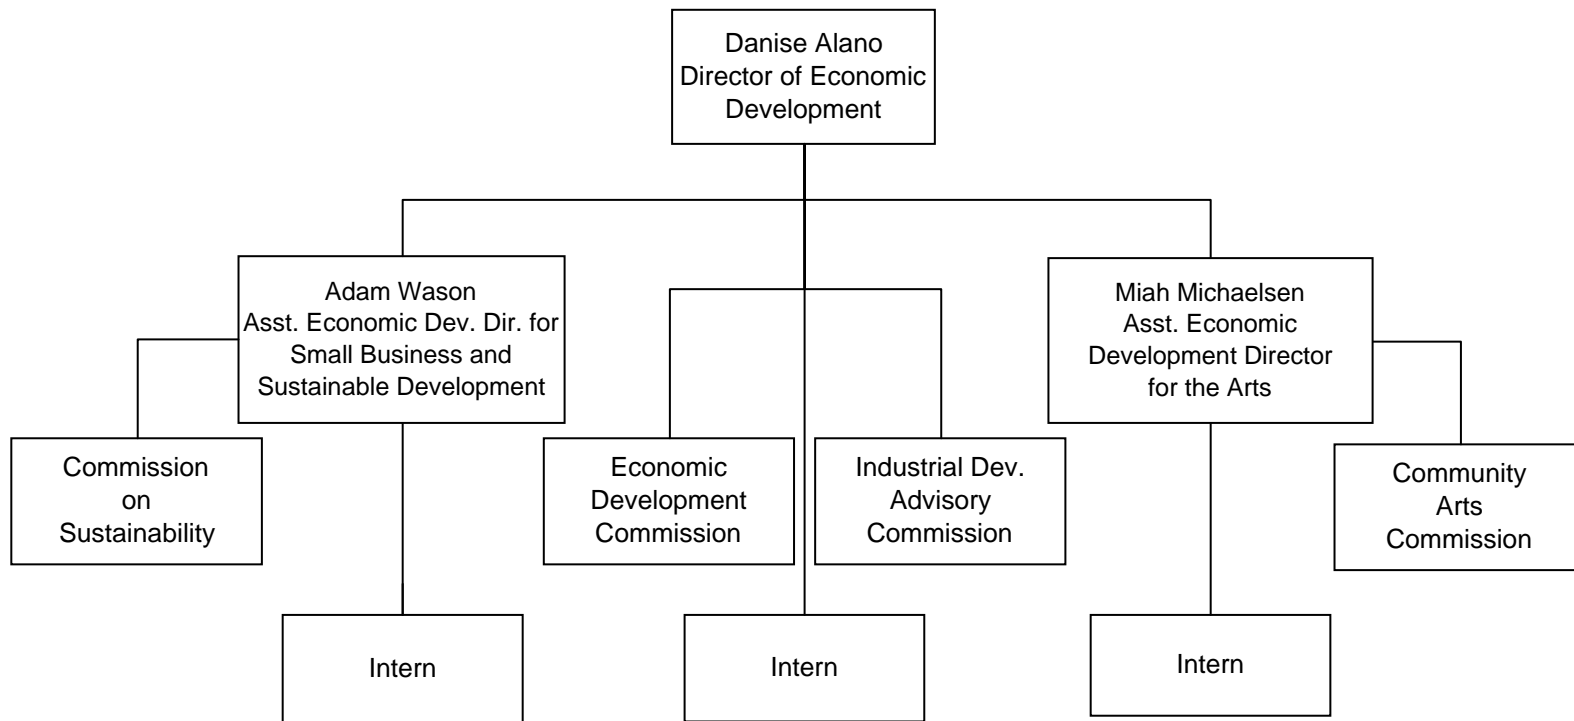 Danise Alano
Director of Economic
Development
Adam Wason
Asst. Economic Dev. Dir. for
Small Business and
Sustainable Development
Miah Michaelsen
Asst. Economic
Development Director
for the Arts
Commission
on
Sustainability
Economic
Development
Commission
Industrial Dev.
Advisory
Commission
Community
Arts
Commission
Intern
Intern
Intern